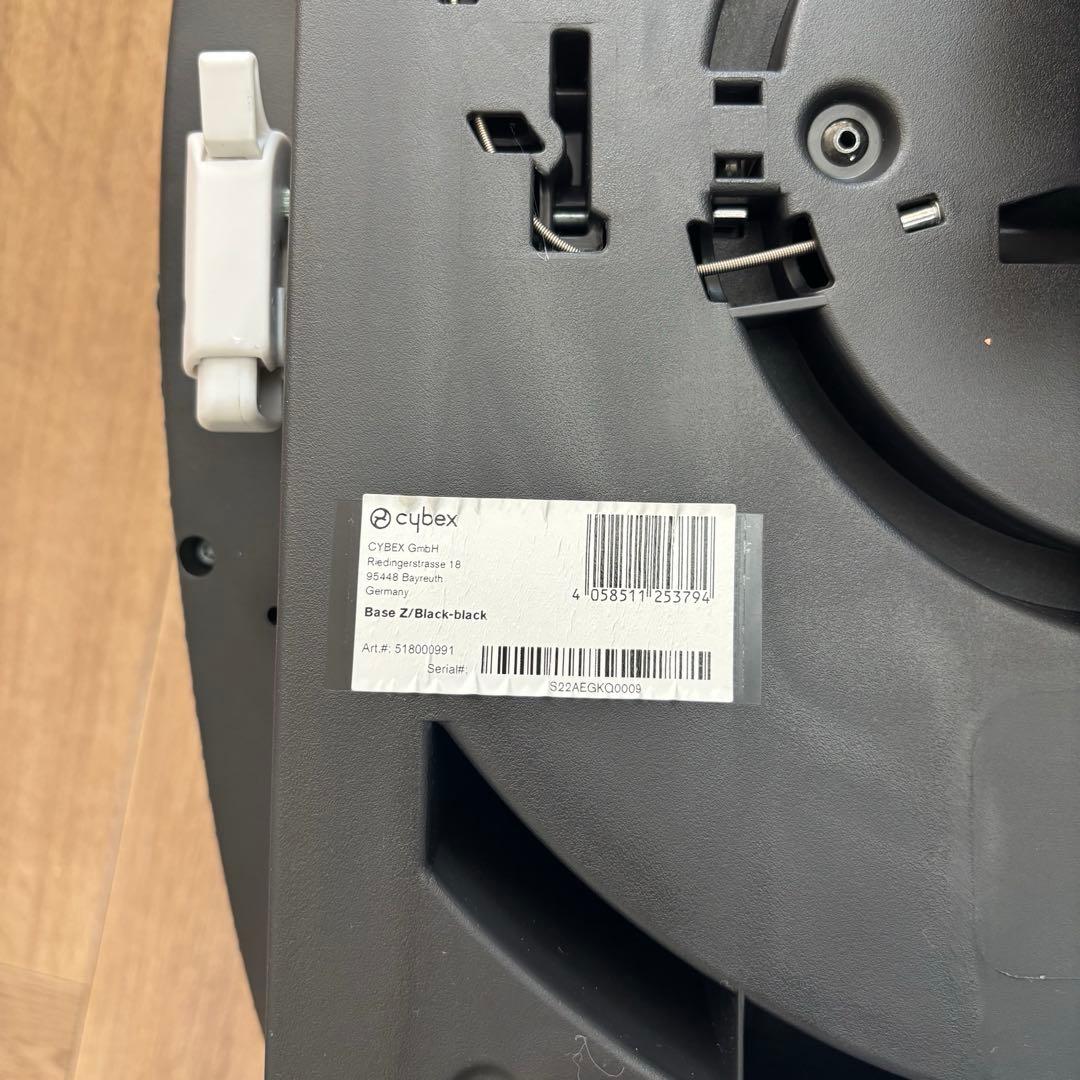 cybex
CYBEX GmbH
Riedingerstrasse 18
95448 Bayreuth
Germany
Base Z/Black-black
4 058511 253794
Art.#: 518000991
Serial#:
S22AEGKQ0009